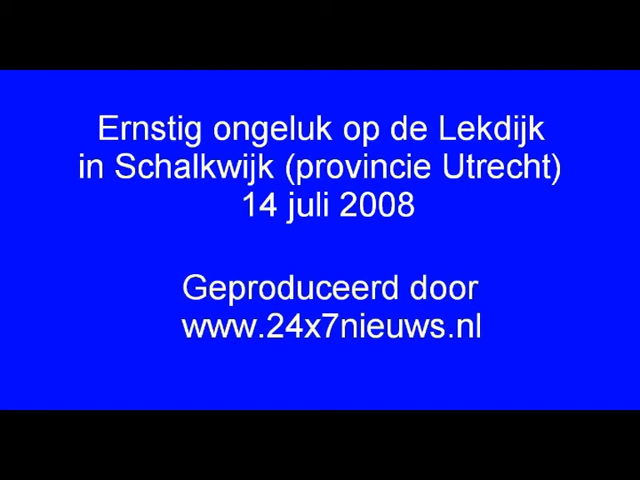 Ernstig ongeluk op de Lekdijk
in Schalkwijk (provincie Utrecht)
14 juli 2008
Geproduceerd door
www.24x7nieuws.nl